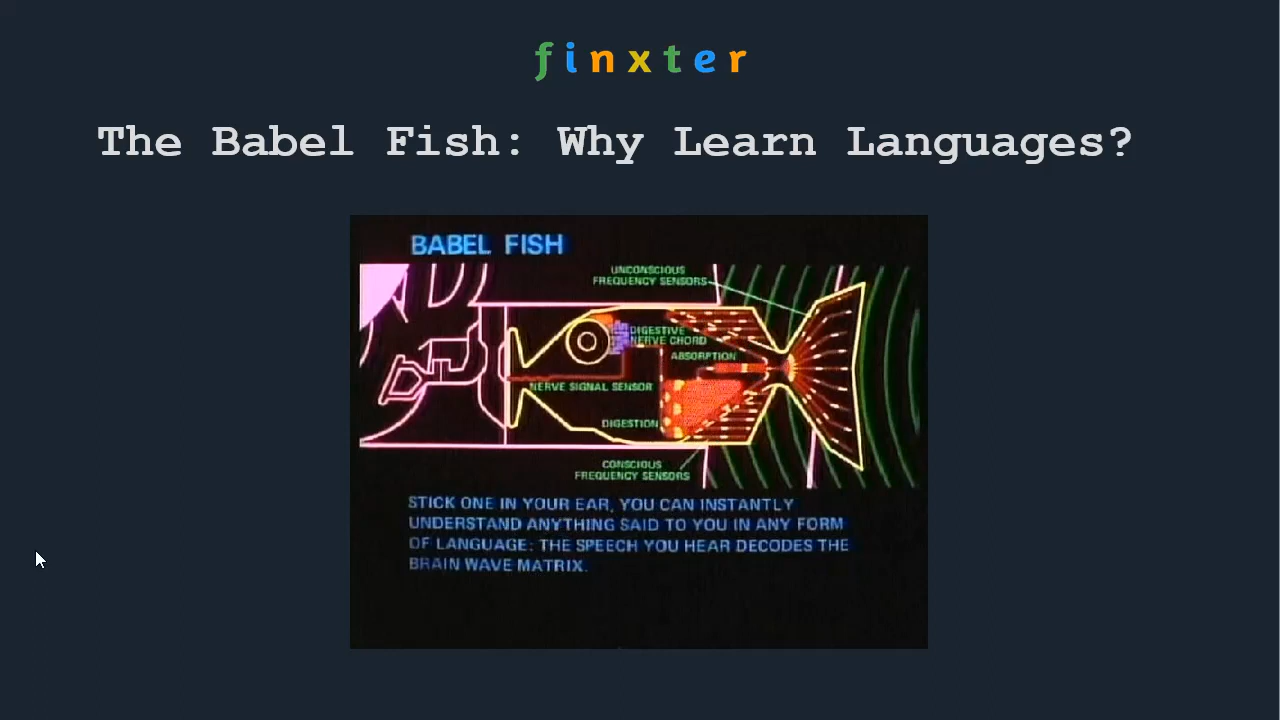 finxter
The Babel Fish: Why Learn Languages?
BABEL FISH
UNCONSCIOUS
FREQUENCY SENSORS
DIGESTIVE
NERVE CHORD
ABSORPTION
NERVE SIGNAL SENSOR
DIGESTION
CONSCIOUS
FREQUENCY SENSORS
STICK ONE IN YOUR EAR, YOU CAN INSTANTLY
UNDERSTAND ANYTHING SAID TO YOU IN ANY FORM
OF LANGUAGE: THE SPEECH YOU HEAR DECODES THE
BRAIN WAVE MATRIX.